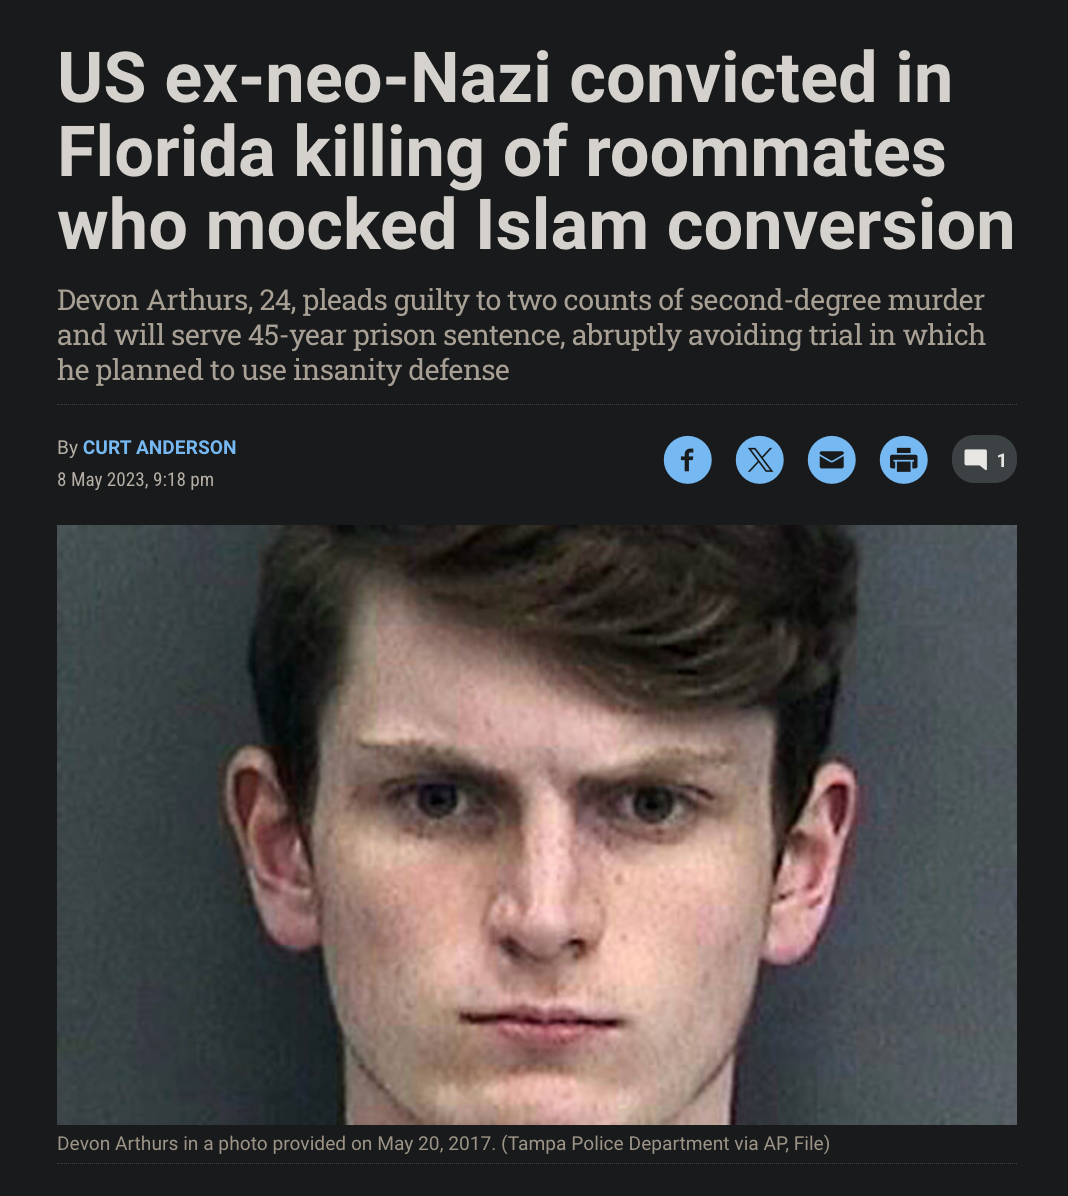 US ex-neo-Nazi convicted in
Florida killing of roommates
who mocked Islam conversion
Devon Arthurs, 24, pleads guilty to two counts of second-degree murder
and will serve 45-year prison sentence, abruptly avoiding trial in which
he planned to use insanity defense
By CURT ANDERSON
8 May 2023, 9:18 pm
1
Devon Arthurs in a photo provided on May 20, 2017. (Tampa Police Department via AP, File)